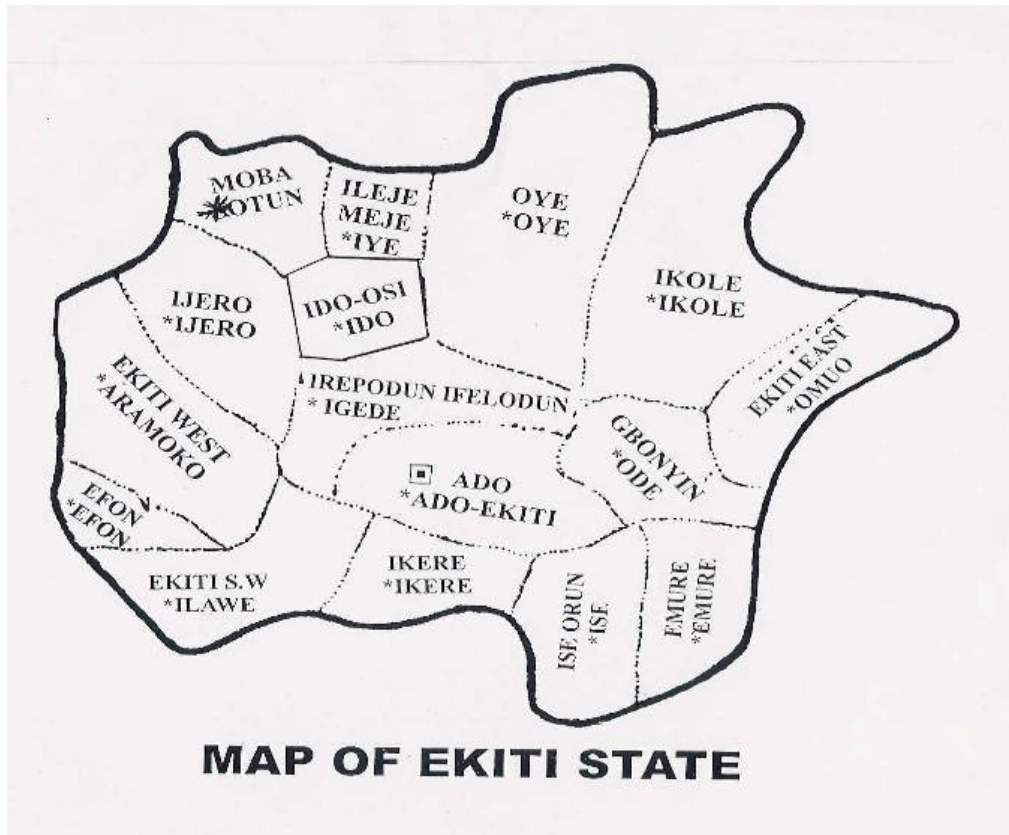 MOBA
*OTUN
ILEJE
MEJE
*IYE
OYE
*OYE
IKOLE
*IKOLE
IJERO
*IJERO
IDO-OSI
*IDO
EKITI EAST
*OMUO
EKITI WEST
*ARAMOKO
IREPODUN IFELODUN
* IGEDE
GBONYIN
*ODE
ADO
*ADO-EKITI
EFON
*EFON
EKITI S.W
*ILAWE
IKERE
*IKERE
ISE ORUN
*ISE
EMURE
*EMURE
MAP OF EKITI STATE